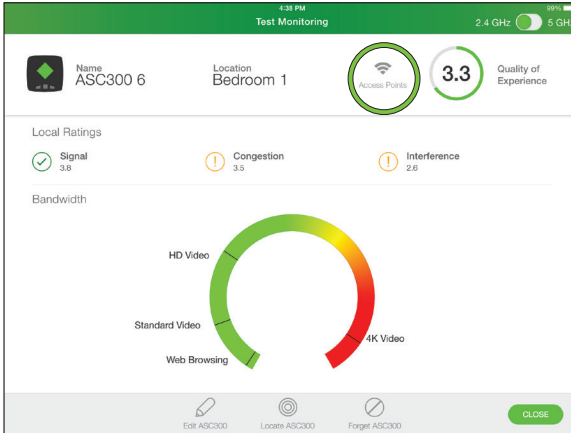 4:38 PM
99%
Test Monitoring
2.4 GHz
5 GH
Name
ASC300 6
Location
Bedroom 1
Access Points
3.3
Quality of
Experience
Local Ratings
Signal
3.8
Congestion
3.5
Interference
2.6
Bandwidth
HD Video
Standard Video
4K Video
Web Browsing
Edit ASC300
Locate ASC300
Forget ASC300
CLOSE